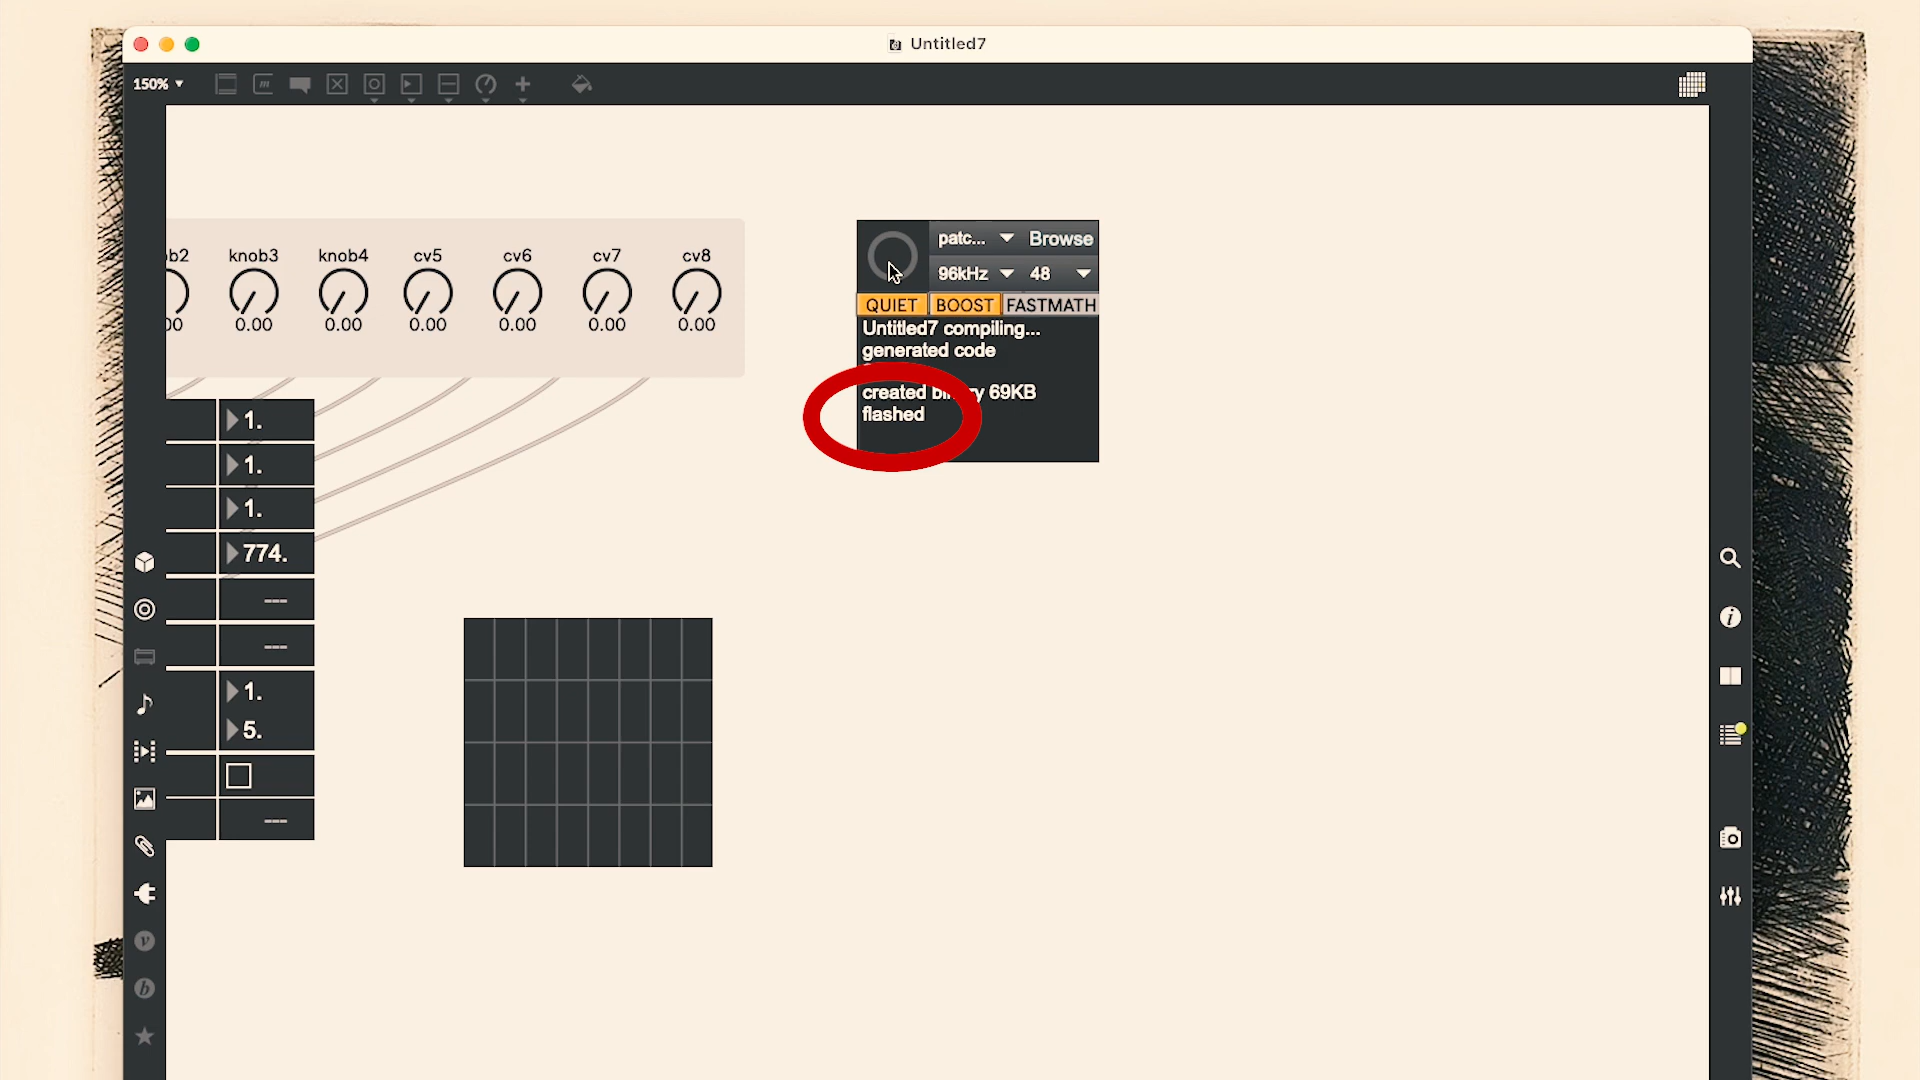 Untitled7
150%
b2 knob3 knob4 cv5 cv6 cv7 cv8
00 0.00 0.00 0.00 0.00 0.00 0.00
patc... Browse
96kHz 48
QUIET BOOST FASTMATH
Untitled7 compiling...
generated code
created binary 69KB
flashed
1.
1.
1.
774.
---
---
1.
5.
---